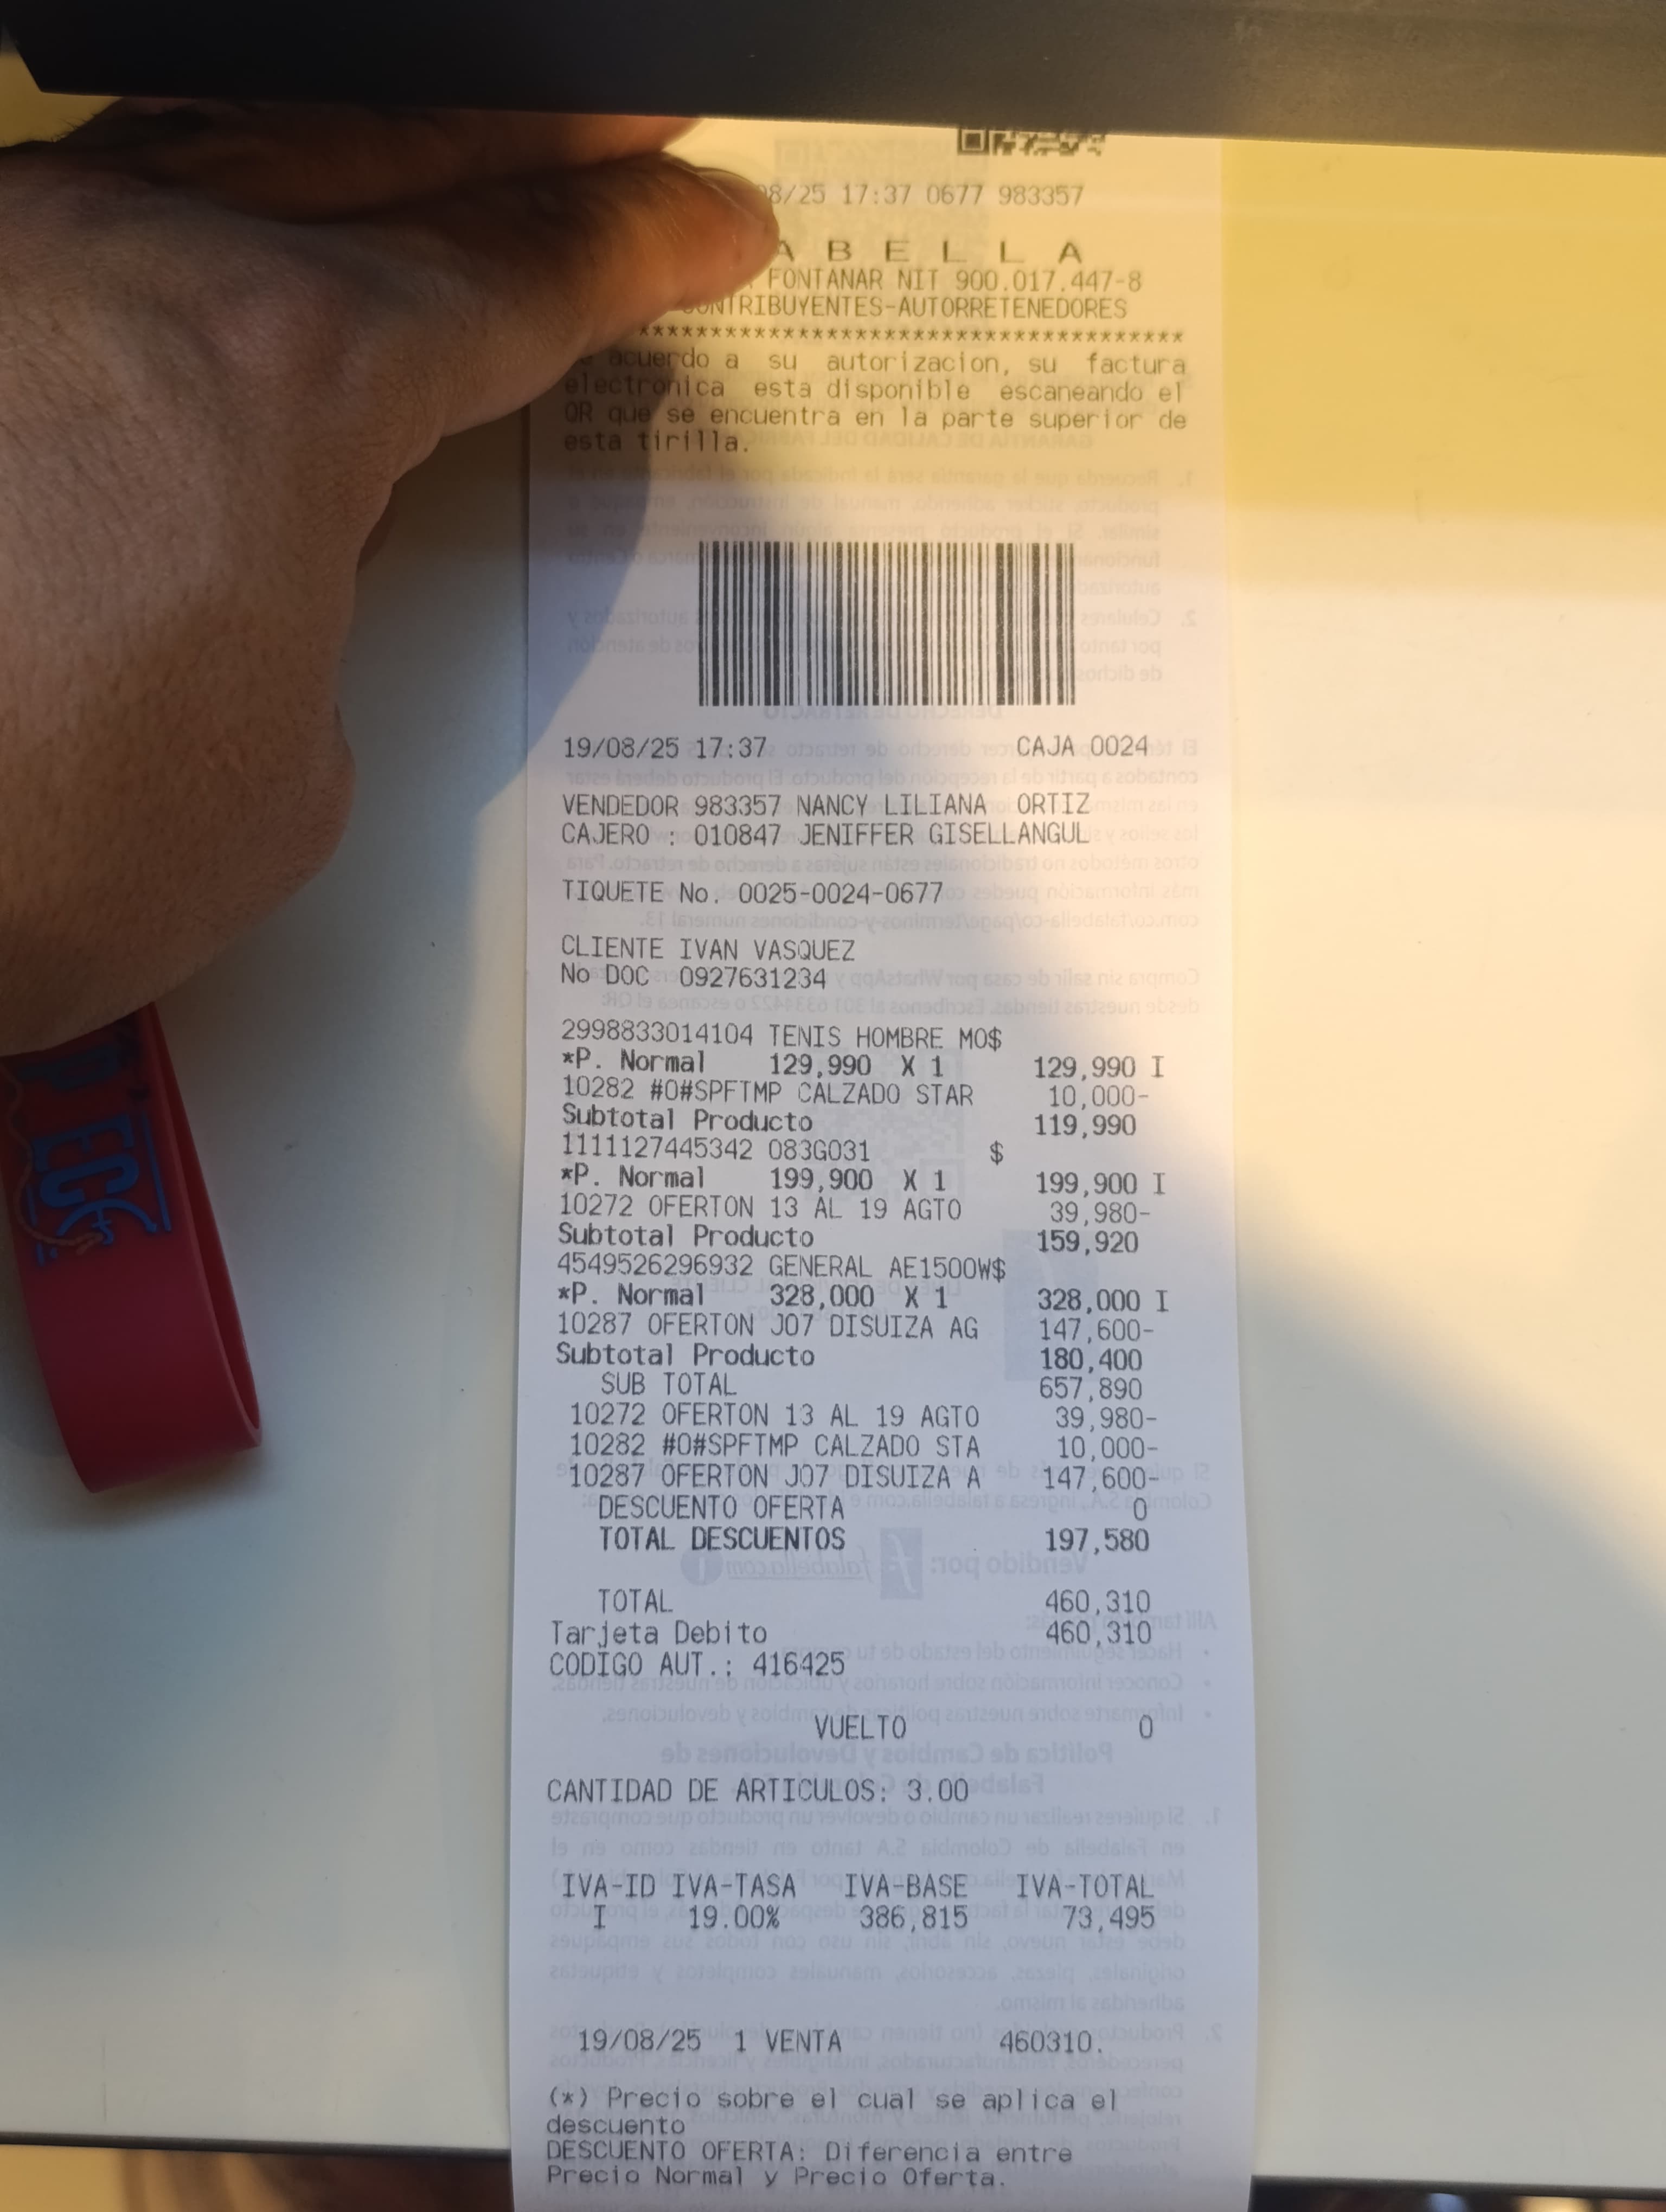 /25 17:37 0677 983357
A B E L L A
FONTANAR NIT 900.017.447-8
CONTRIBUYENTES-AUTORRETENEDORES
*************************************
acuerdo a su autorizacion, su factura
electronica esta disponible escaneando el
QR que se encuentra en la parte superior de
esta tirilla.
19/08/25 17:37 CAJA 0024
VENDEDOR 983357 NANCY LILIANA ORTIZ
CAJERO : 010847 JENIFFER GISELLANGUL
TIQUETE No. 0025-0024-0677
CLIENTE IVAN VASQUEZ
No DOC 0927631234
2998833014104 TENIS HOMBRE MO$
*P. Normal 129,990 X 1 129,990 I
10282 #0#SPFTMP CALZADO STAR 10,000-
Subtotal Producto 119,990
1111127445342 083G031 $
*P. Normal 199,900 X 1 199,900 I
10272 OFERTON 13 AL 19 AGTO 39,980-
Subtotal Producto 159,920
4549526296932 GENERAL AE1500W$
*P. Normal 328,000 X 1 328,000 I
10287 OFERTON J07 DISUIZA AG 147,600-
Subtotal Producto 180,400
SUB TOTAL 657,890
10272 OFERTON 13 AL 19 AGTO 39,980-
10282 #0#SPFTMP CALZADO STA 10,000-
10287 OFERTON J07 DISUIZA A 147,600-
DESCUENTO OFERTA 0
TOTAL DESCUENTOS 197,580
TOTAL 460,310
Tarjeta Debito 460,310
CODIGO AUT.: 416425
VUELTO 0
CANTIDAD DE ARTICULOS: 3.00
IVA-ID IVA-TASA IVA-BASE IVA-TOTAL
I 19.00% 386,815 73,495
19/08/25 1 VENTA 460310.
(*) Precio sobre el cual se aplica el
descuento
DESCUENTO OFERTA: Diferencia entre
Precio Normal y Precio Oferta.